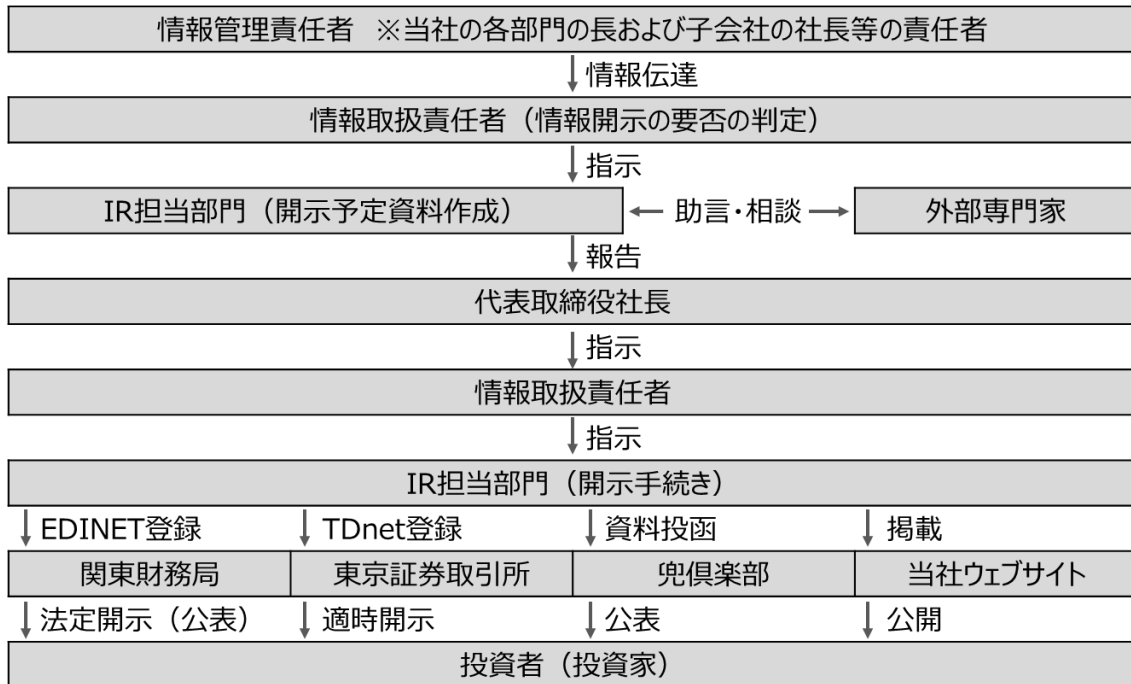 情報管理責任者 ※当社の各部門の長および子会社の社長等の責任者
情報伝達
情報取扱責任者（情報開示の要否の判定）
指示
IR担当部門（開示予定資料作成） 助言・相談 外部専門家
報告
代表取締役社長
指示
情報取扱責任者
指示
IR担当部門（開示手続き）
EDINET登録 TDnet登録 資料投函 掲載
関東財務局 東京証券取引所 兜倶楽部 当社ウェブサイト
法定開示（公表） 適時開示 公表 公開
投資者（投資家）